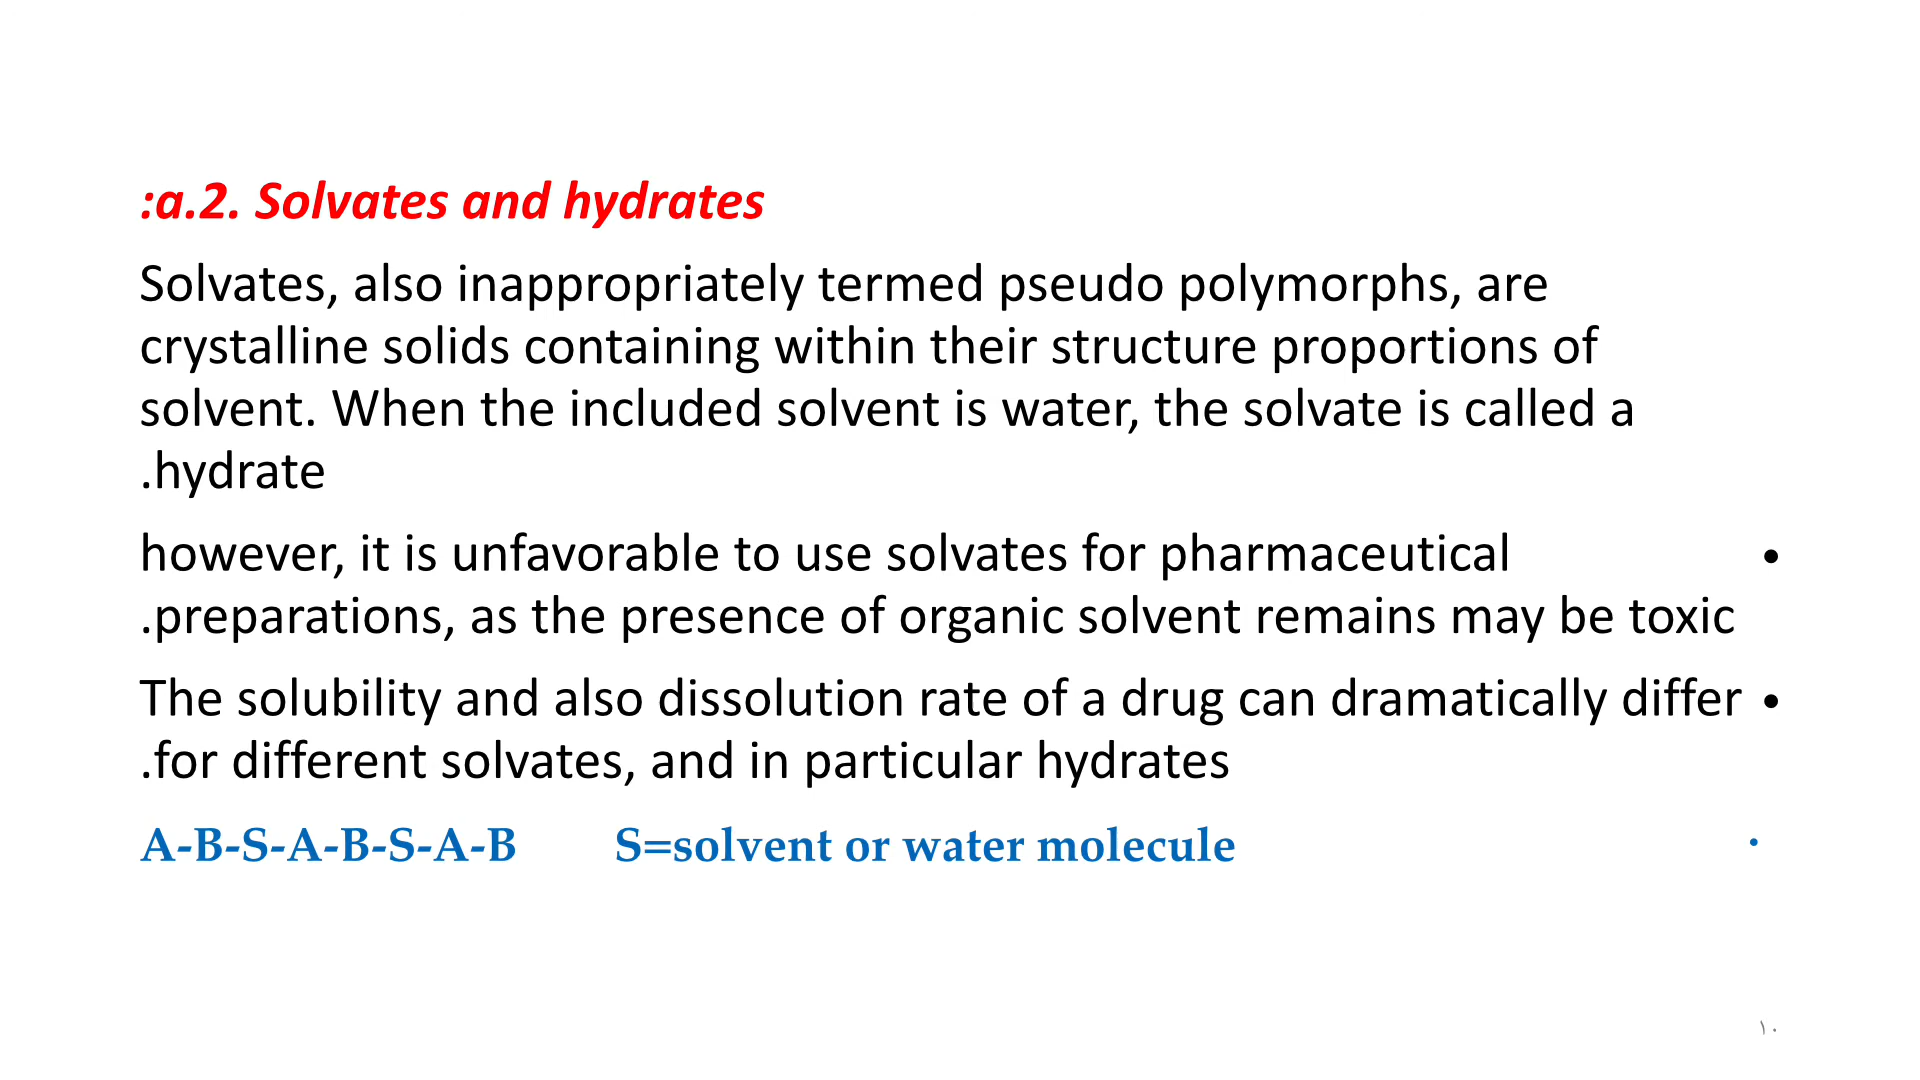 :a.2. Solvates and hydrates
Solvates, also inappropriately termed pseudo polymorphs, are
crystalline solids containing within their structure proportions of
solvent. When the included solvent is water, the solvate is called a
.hydrate
however, it is unfavorable to use solvates for pharmaceutical •
.preparations, as the presence of organic solvent remains may be toxic
The solubility and also dissolution rate of a drug can dramatically differ •
.for different solvates, and in particular hydrates
A-B-S-A-B-S-A-B S=solvent or water molecule •
١٠